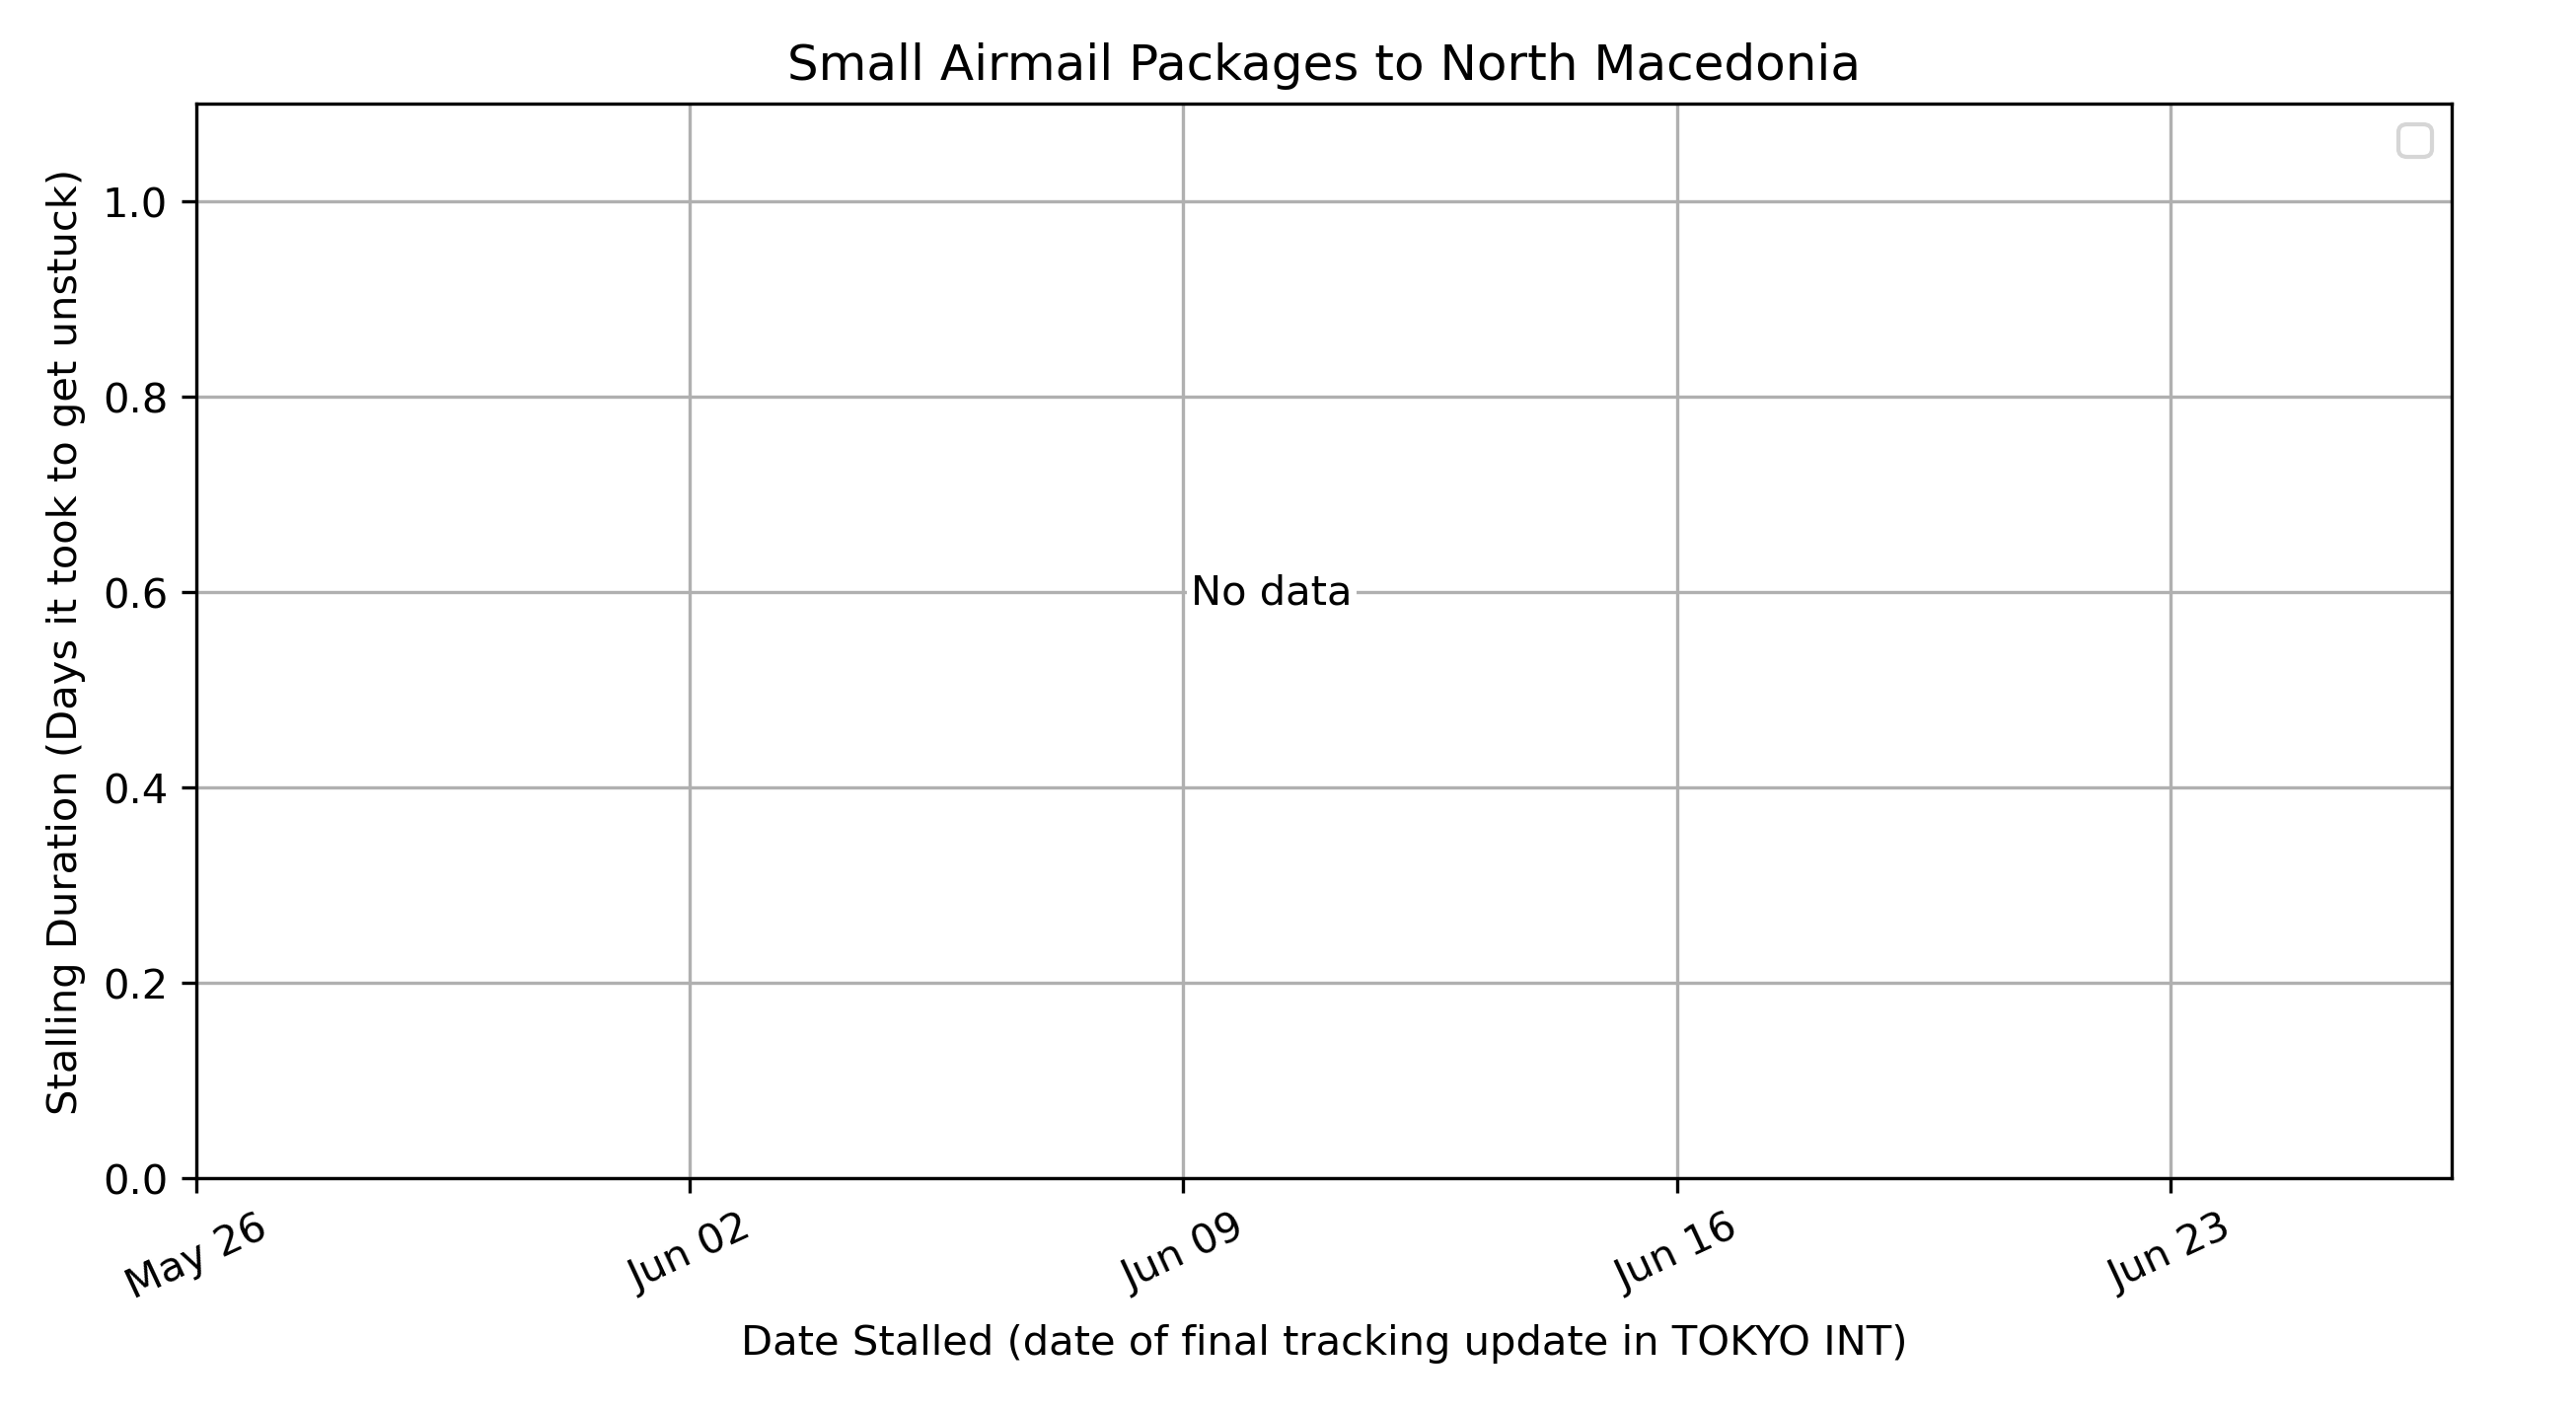 Small Airmail Packages to North Macedonia
Stalling Duration (Days it took to get unstuck)
1.0
0.8
0.6
0.4
0.2
0.0
No data
May 26
Jun 02
Jun 09
Jun 16
Jun 23
Date Stalled (date of final tracking update in TOKYO INT)